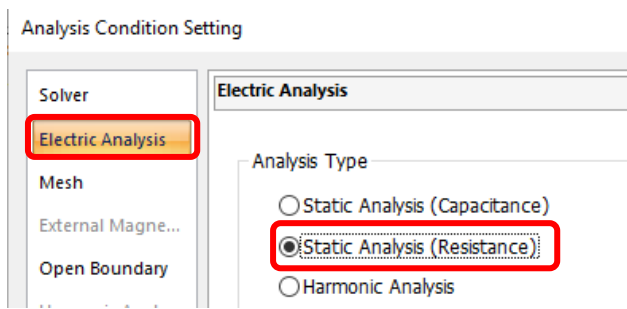 Analysis Condition Setting
Solver
Electric Analysis
Mesh
External Magne...
Open Boundary
Electric Analysis
Analysis Type
Static Analysis (Capacitance)
Static Analysis (Resistance)
Harmonic Analysis